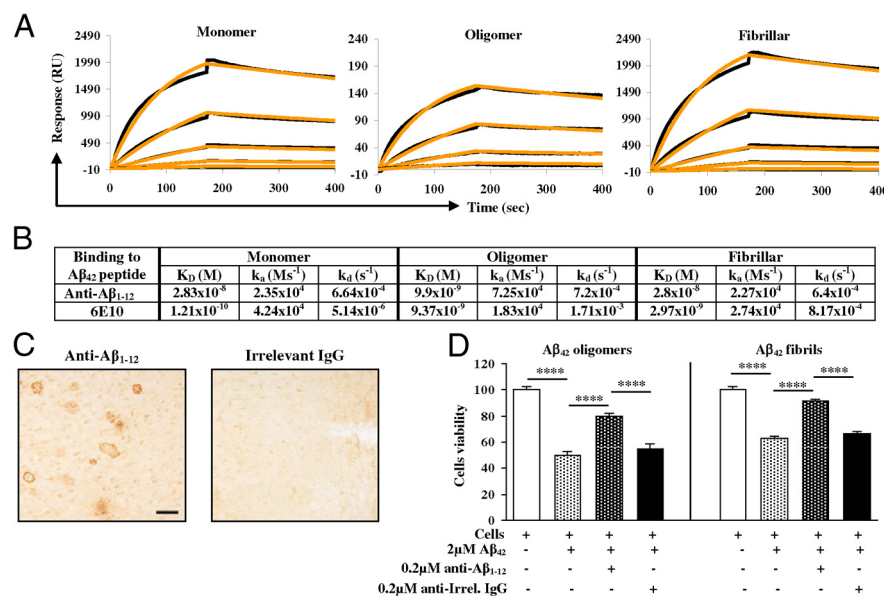 A
Monomer
Oligomer
Fibrillar
Response (RU)
2490
1990
1490
990
490
-10
0 100 200 300 400
240
190
140
90
40
-10
0 100 200 300 400
2490
1990
1490
990
490
-10
0 100 200 300 400
Time (sec)
B
Binding to Aβ42 peptide Monomer Oligomer Fibrillar
KD (M) ka (Ms-1) kd (s-1) KD (M) ka (Ms-1) kd (s-1) KD (M) ka (Ms-1) kd (s-1)
Anti-Aβ1-12 2.83x10-8 2.35x104 6.64x10-4 9.9x10-9 7.25x104 7.2x10-4 2.8x10-8 2.27x104 6.4x10-4
6E10 1.21x10-10 4.24x104 5.14x10-6 9.37x10-9 1.83x104 1.71x10-3 2.97x10-9 2.74x104 8.17x10-4
C
Anti-Aβ1-12
Irrelevant IgG
D
Aβ42 oligomers
Aβ42 fibrils
Cells viability
120
100
80
60
40
20
0
**** **** **** **** **** ****
Cells + + + + + + + +
2μM Aβ42 - + + + - + + +
0.2μM anti-Aβ1-12 - - + - - - + -
0.2μM anti-Irrel. IgG - - - + - - - +